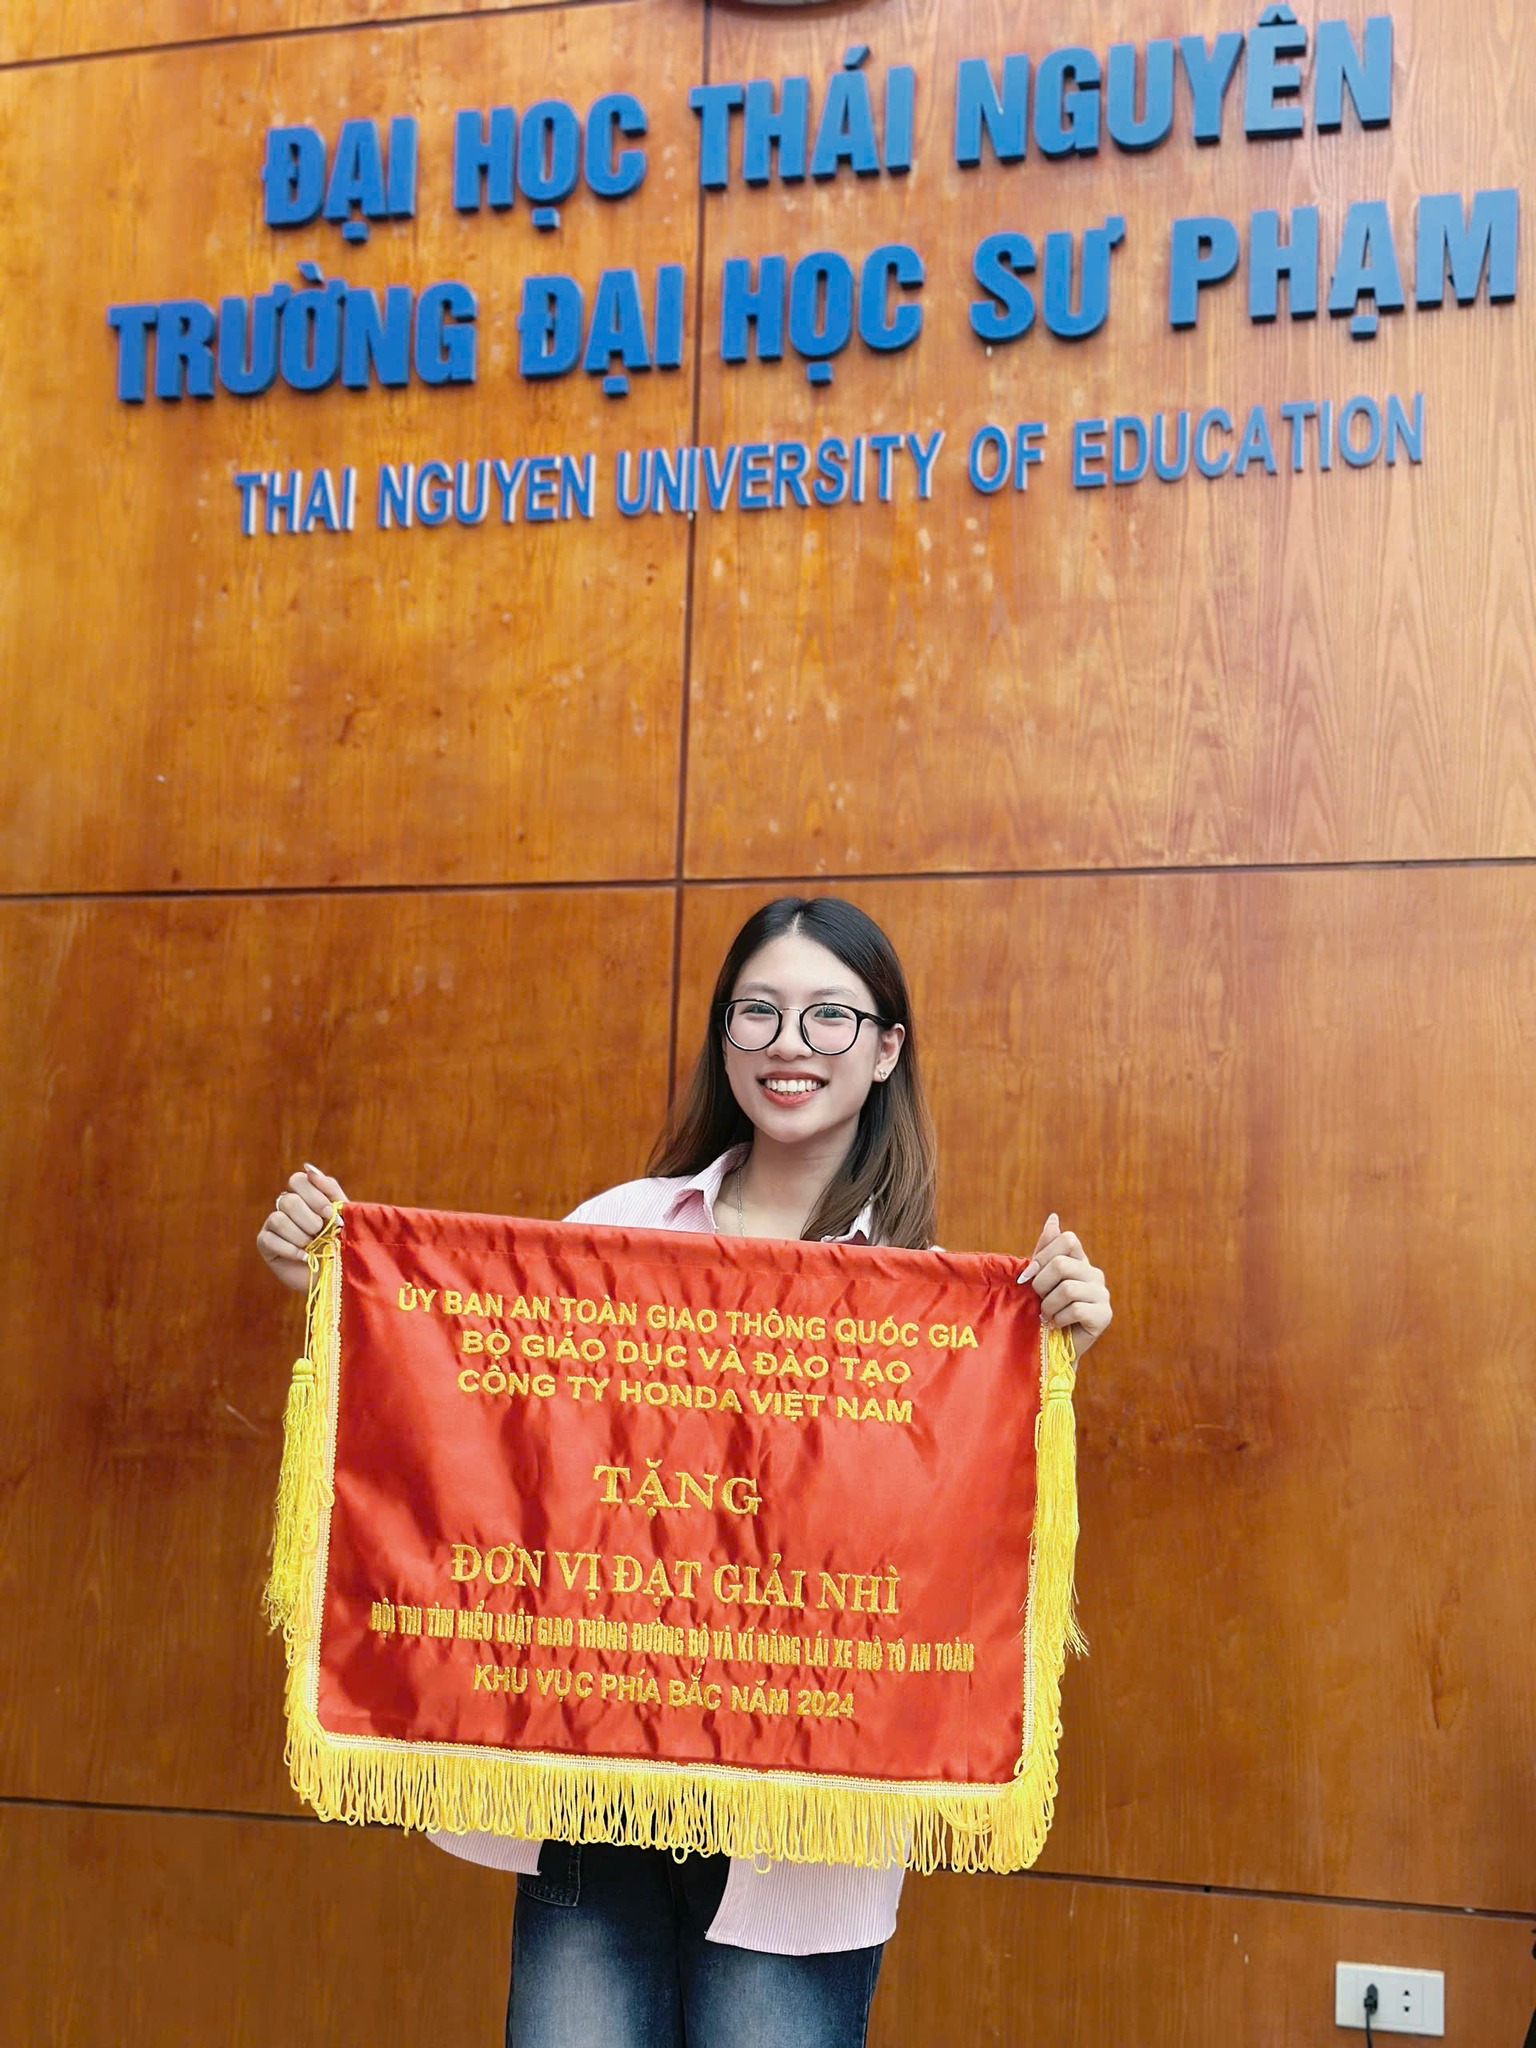 ĐẠI HỌC THÁI NGUYÊN
TRƯỜNG ĐẠI HỌC SƯ PHẠM
THAI NGUYEN UNIVERSITY OF EDUCATION
ỦY BAN AN TOÀN GIAO THÔNG QUỐC GIA
BỘ GIÁO DỤC VÀ ĐÀO TẠO
CÔNG TY HONDA VIỆT NAM
TẶNG
ĐƠN VỊ ĐẠT GIẢI NHÌ
HỘI THI TÌM HIỂU LUẬT GIAO THÔNG ĐƯỜNG BỘ VÀ KĨ NĂNG LÁI XE MÔ TÔ AN TOÀN
KHU VỰC PHÍA BẮC NĂM 2024